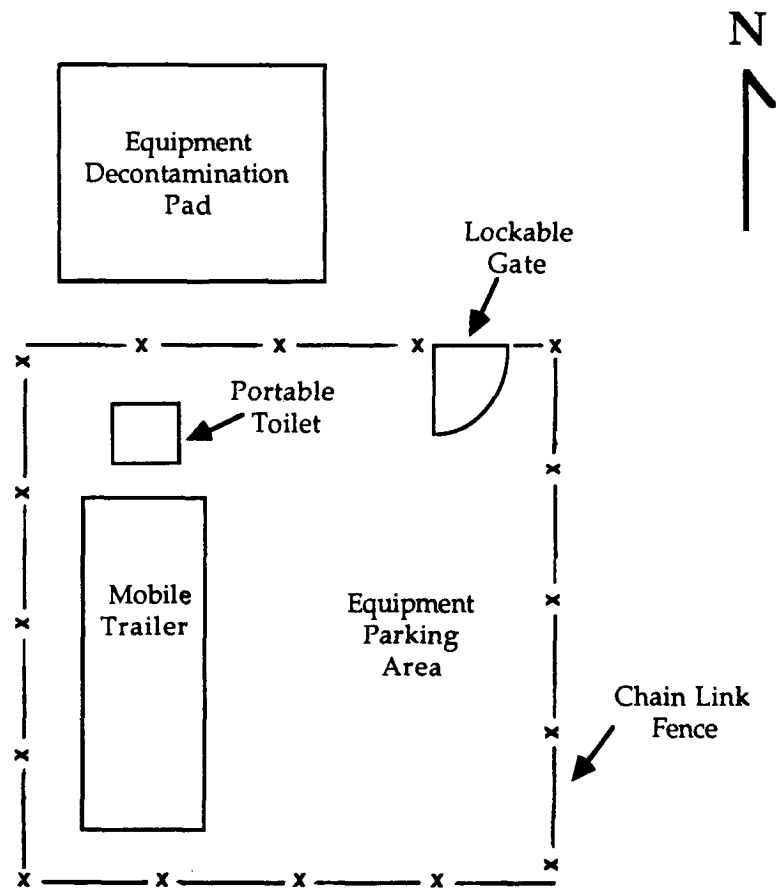 N
Equipment
Decontamination
Pad
Lockable
Gate
x x x x
Portable
Toilet
Mobile
Trailer
Equipment
Parking
Area
Chain Link
Fence